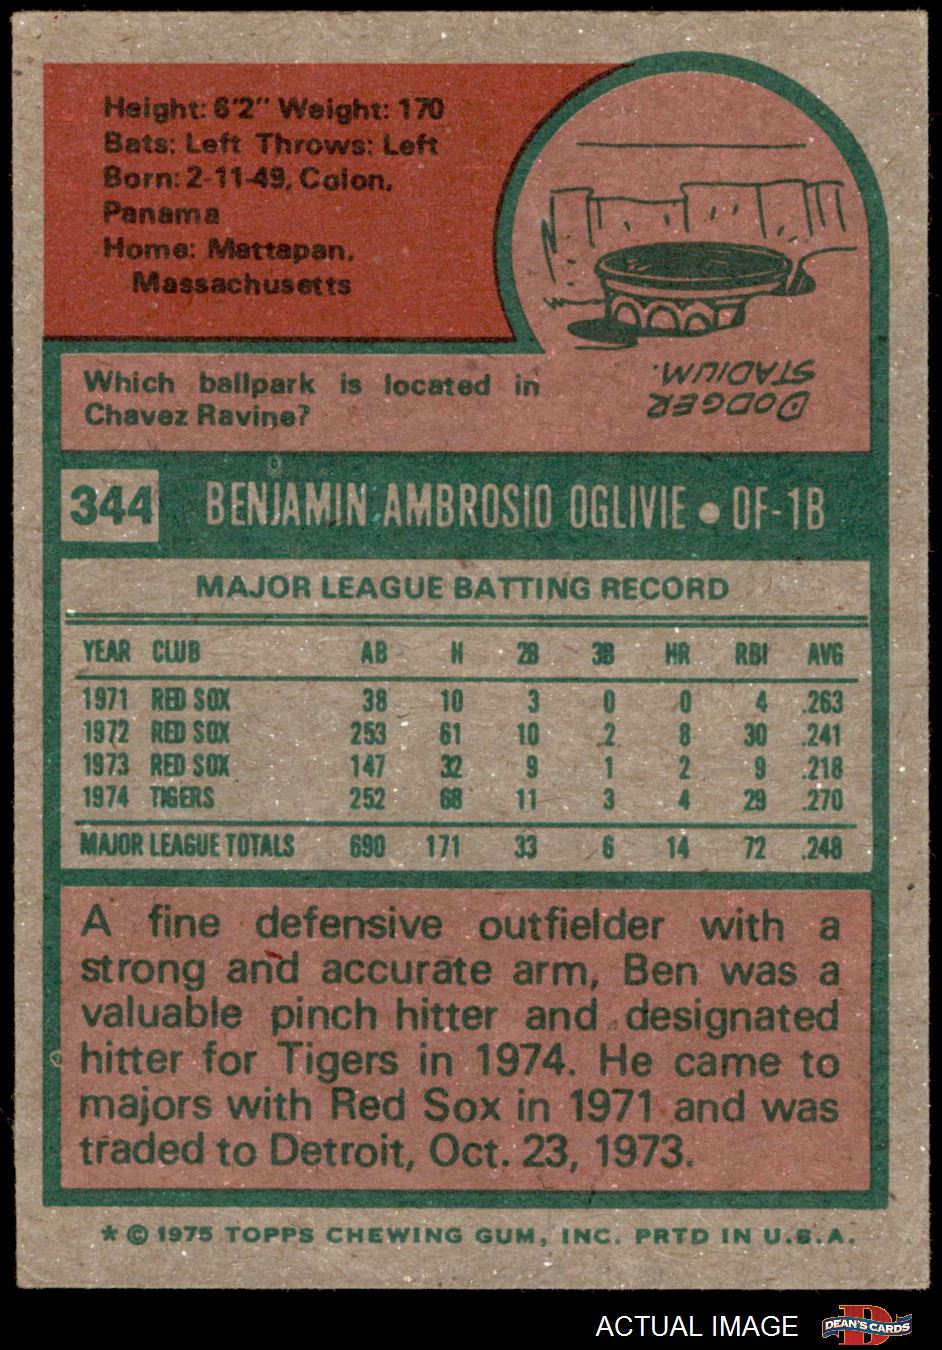 Height: 6'2" Weight: 170
Bats: Left Throws: Left
Born: 2-11-49, Colon,
Panama
Home: Mattapan,
Massachusetts
Which ballpark is located in
Chavez Ravine?
DODGER
STADIUM.
344 BENJAMIN AMBROSIO OGLIVIE • OF-1B
MAJOR LEAGUE BATTING RECORD
YEAR CLUB AB H 2B 3B HR RBI AVG
1971 RED SOX 38 10 3 0 0 4 .263
1972 RED SOX 253 61 10 2 8 30 .241
1973 RED SOX 147 32 9 1 2 9 .218
1974 TIGERS 252 68 11 3 4 29 .270
MAJOR LEAGUE TOTALS 690 171 33 6 14 72 .248
A fine defensive outfielder with a
strong and accurate arm, Ben was a
valuable pinch hitter and designated
hitter for Tigers in 1974. He came to
majors with Red Sox in 1971 and was
traded to Detroit, Oct. 23, 1973.
* © 1975 TOPPS CHEWING GUM, INC. PRTD IN U.S.A.
ACTUAL IMAGE
DEAN'S CARDS